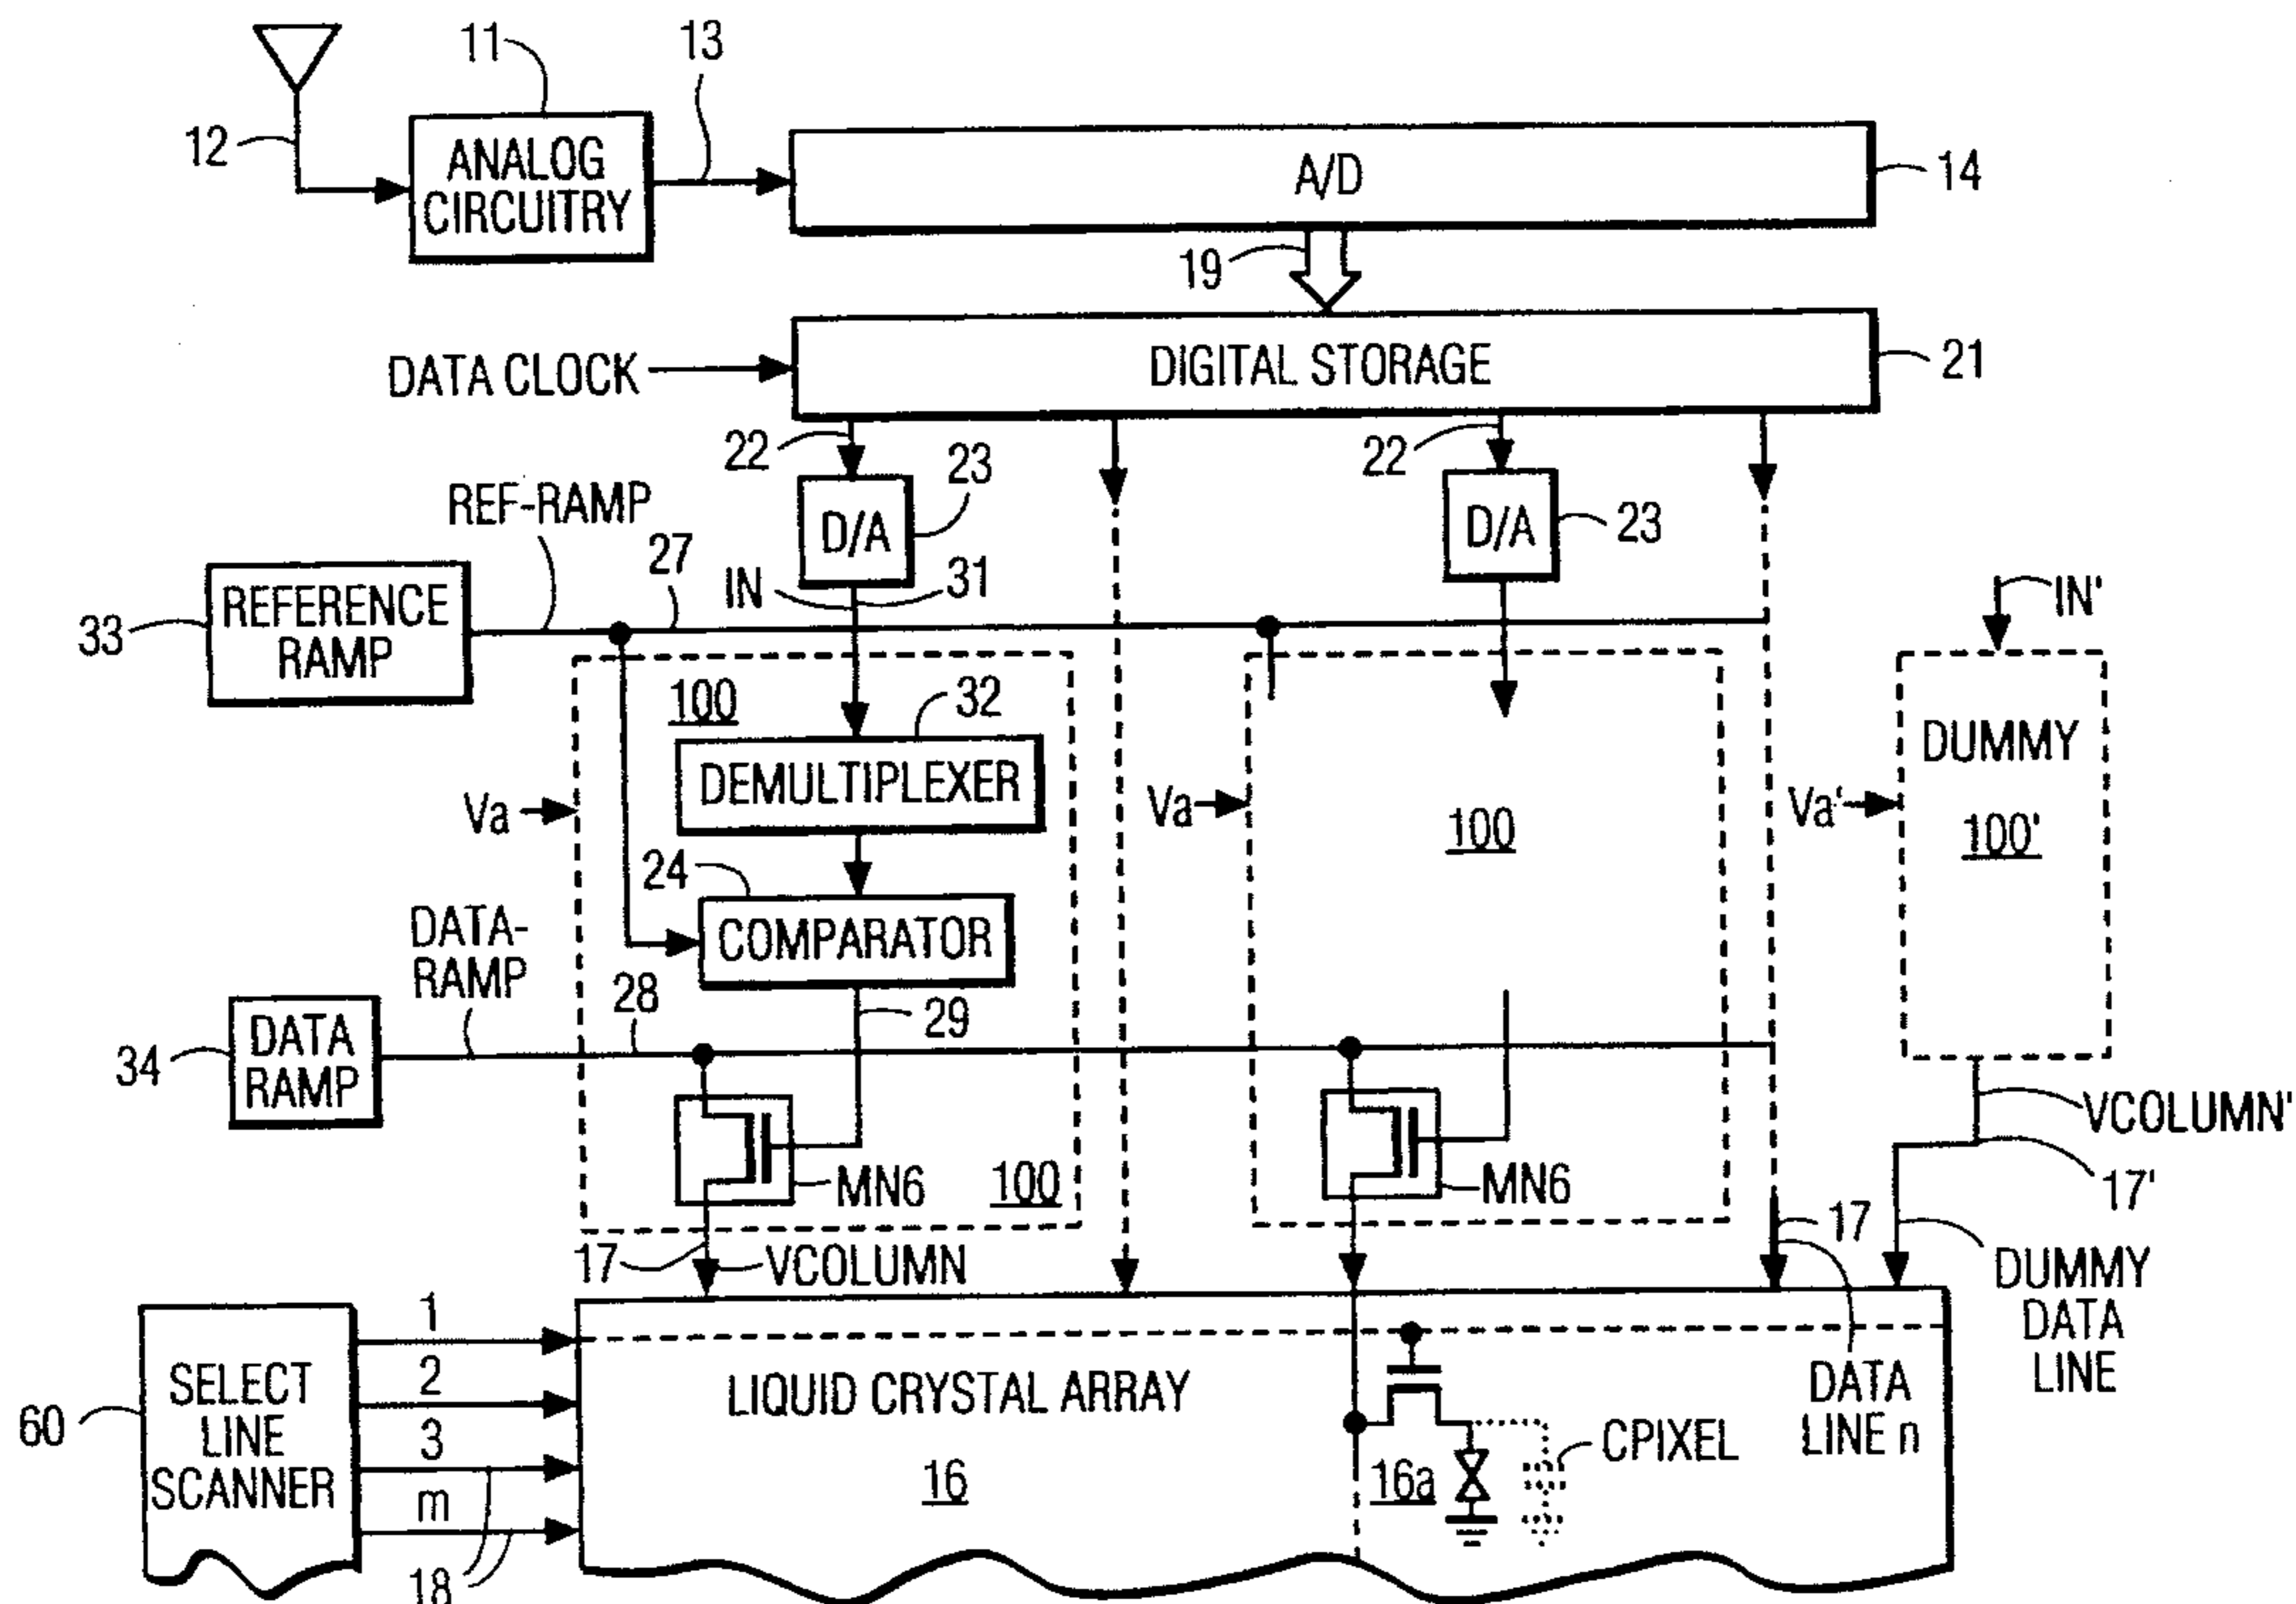 11
13
12
ANALOG
CIRCUITRY
A/D
14
19
DATA CLOCK
DIGITAL STORAGE
21
22
22
23
D/A
D/A
23
REF-RAMP
27
IN
31
IN'
33
REFERENCE
RAMP
100
32
DEMULTIPLEXER
DUMMY
Va
Va
100
Va'
100'
24
COMPARATOR
DATA-
RAMP
28
29
34
DATA
RAMP
VCOLUMN'
MN6
100
MN6
17'
17
VCOLUMN
17
DUMMY
DATA
LINE
60
SELECT
LINE
SCANNER
1
2
3
m
18
LIQUID CRYSTAL ARRAY
16
16a
CPIXEL
DATA
LINE n